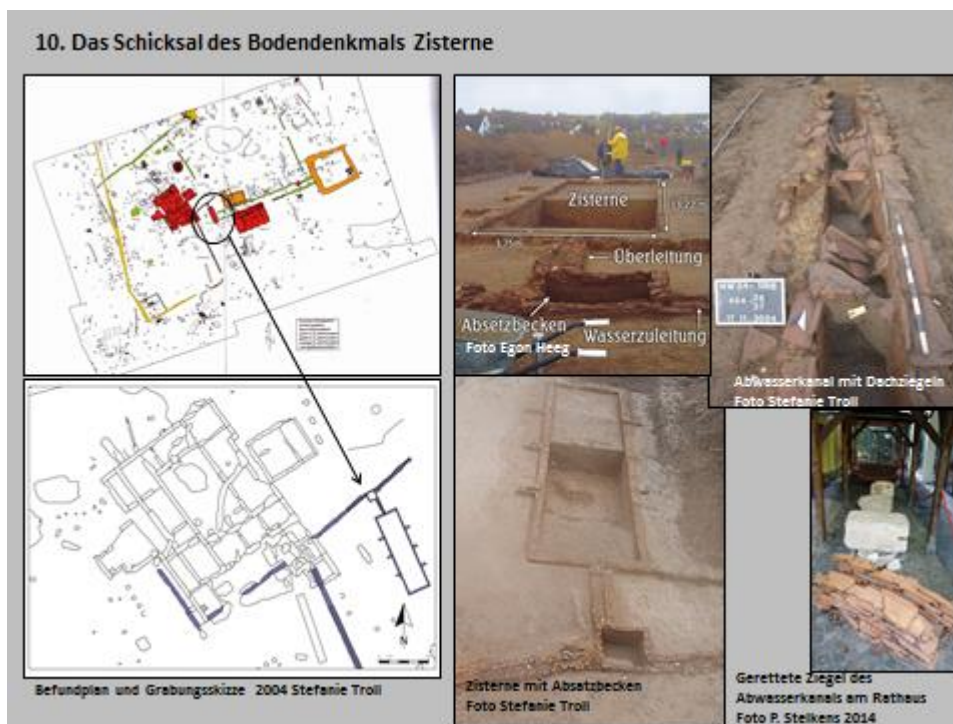 10. Das Schicksal des Bodendenkmals Zisterne
Zisterne
Überleitung
Absetzbecken
Wasserzuleitung
Foto Egon Heeg
Abwasserkanal mit Dachziegeln
Foto Stefanie Troll
N
Befundplan und Grabungsskizze 2004 Stefanie Troll
Zisterne mit Absatzbecken
Foto Stefanie Troll
Gerettete Ziegel des
Abwasserkanals am Rathaus
Foto P. Stelkens 2014